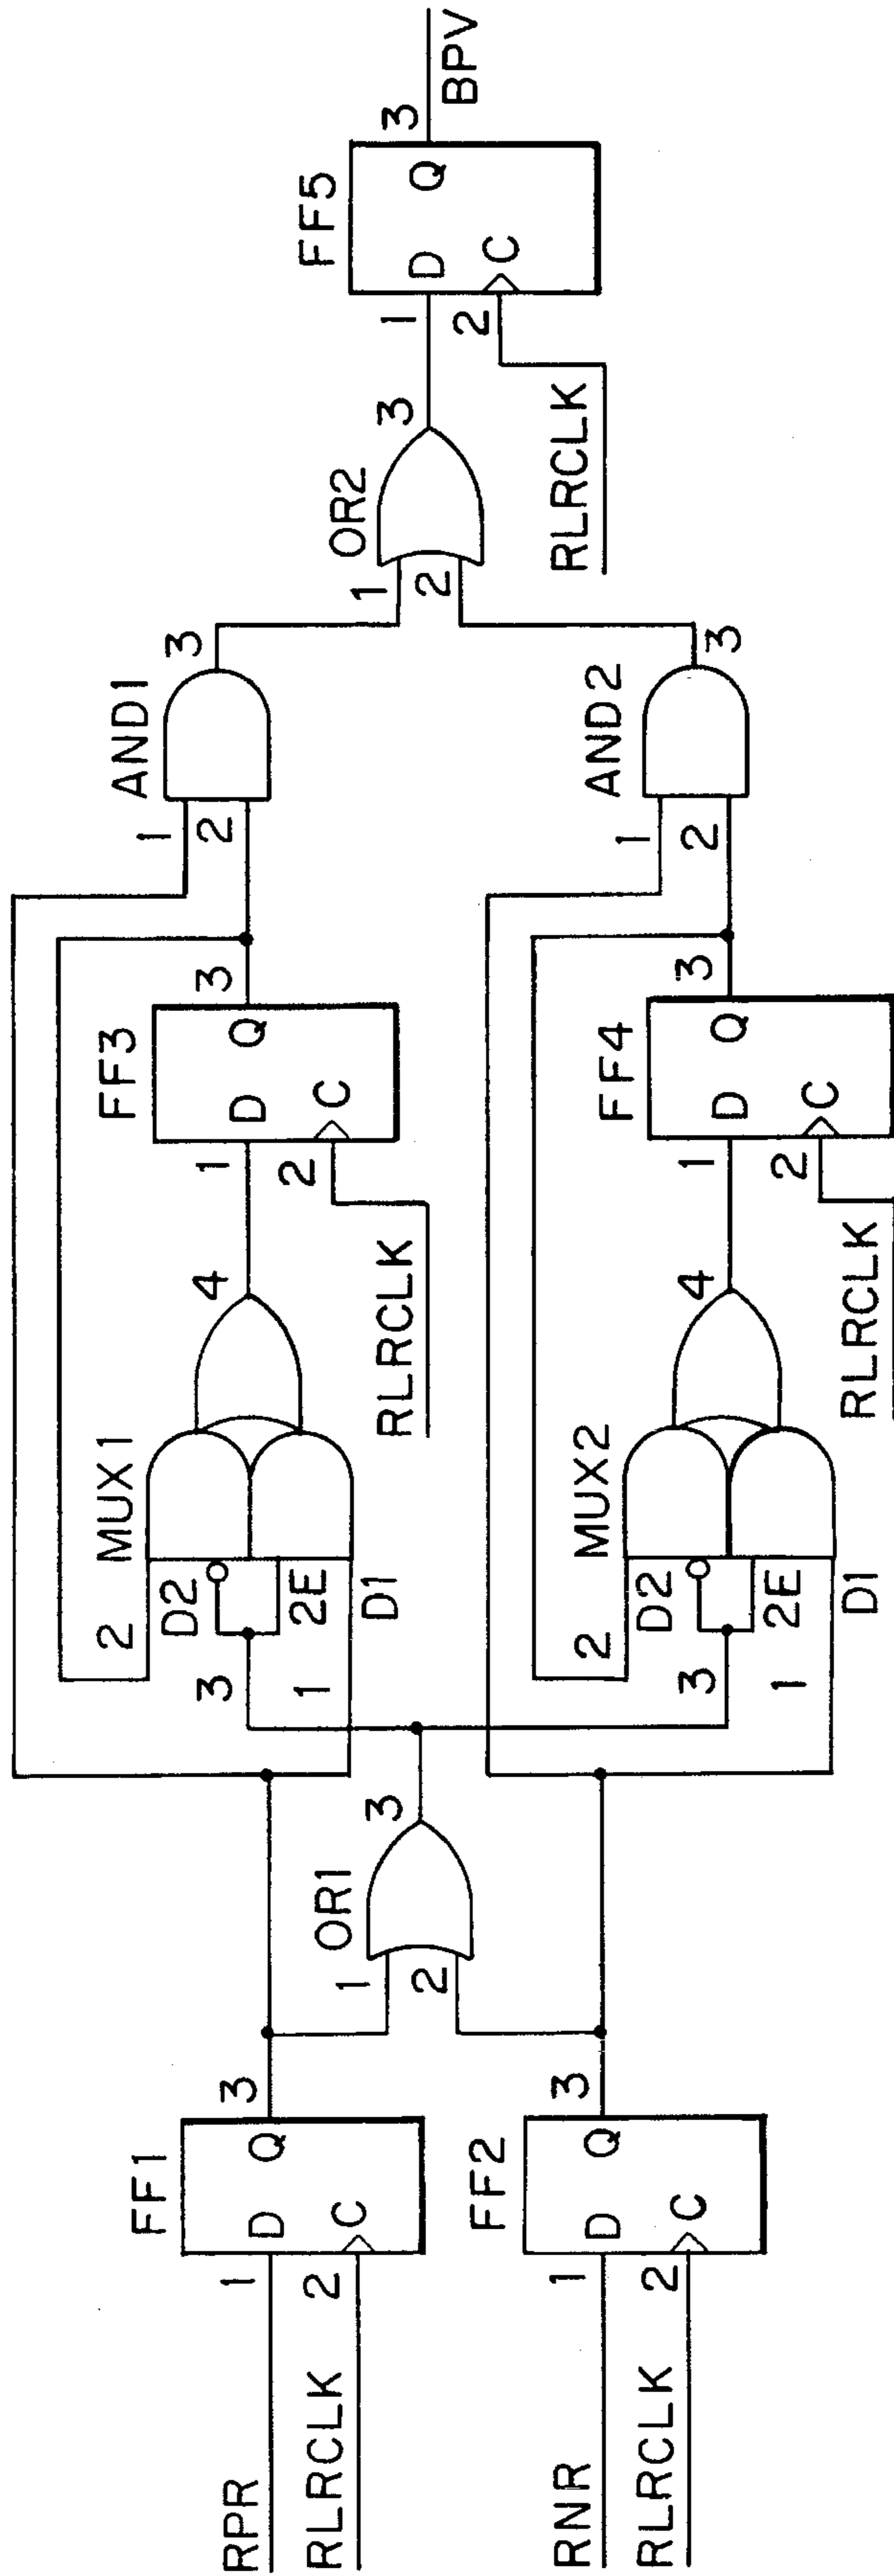 RPR
RLRCLK
1
2
FF1
D
Q
C
3
RNR
RLRCLK
1
2
FF2
D
Q
C
3
OR1
1
2
3
MUX1
2
D2
3
2E
1
D1
4
FF3
1
2
D
Q
C
3
RLRCLK
AND1
1
2
3
MUX2
2
D2
3
2E
1
D1
4
FF4
1
2
D
Q
C
3
RLRCLK
AND2
1
2
3
OR2
1
2
3
FF5
1
2
D
Q
C
3
RLRCLK
BPV